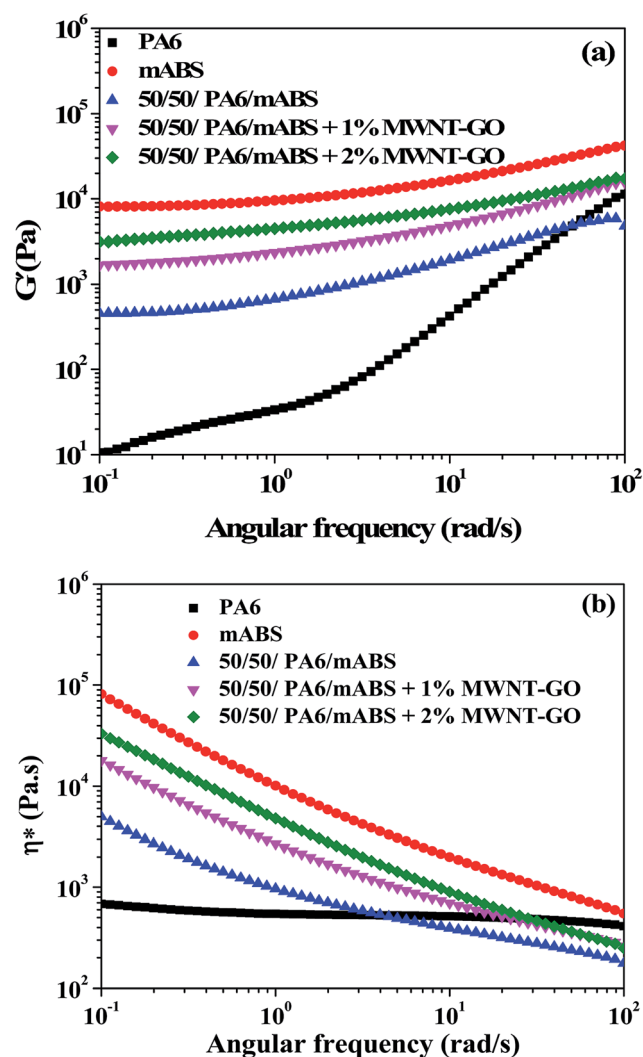 10⁶
PA6
(a)
mABS
10⁵
50/50/ PA6/mABS
50/50/ PA6/mABS + 1% MWNT-GO
50/50/ PA6/mABS + 2% MWNT-GO
10⁴
G′(Pa)
10³
10²
10¹
10⁻¹ 10⁰ 10¹ 10²
Angular frequency (rad/s)
10⁶
PA6
(b)
mABS
50/50/ PA6/mABS
10⁵
50/50/ PA6/mABS + 1% MWNT-GO
50/50/ PA6/mABS + 2% MWNT-GO
10⁴
η* (Pa.s)
10³
10²
10⁻¹ 10⁰ 10¹ 10²
Angular frequency (rad/s)